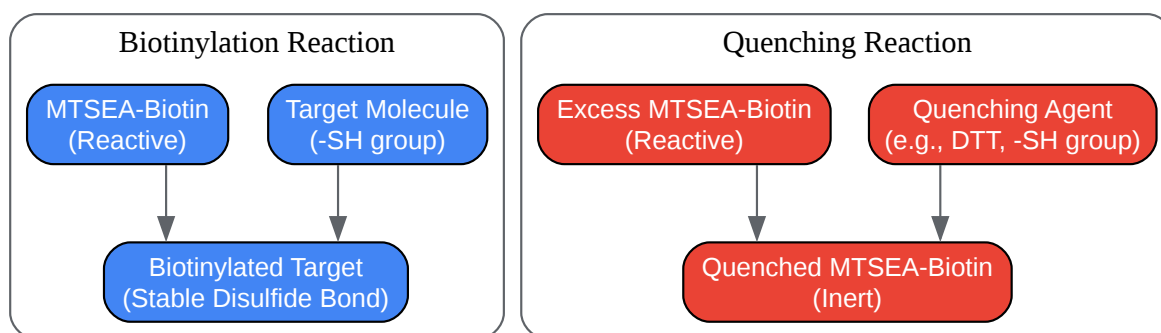 Biotinylation Reaction
MTSEA-Biotin
(Reactive)
Target Molecule
(-SH group)
Biotinylated Target
(Stable Disulfide Bond)
Quenching Reaction
Excess MTSEA-Biotin
(Reactive)
Quenching Agent
(e.g., DTT, -SH group)
Quenched MTSEA-Biotin
(Inert)